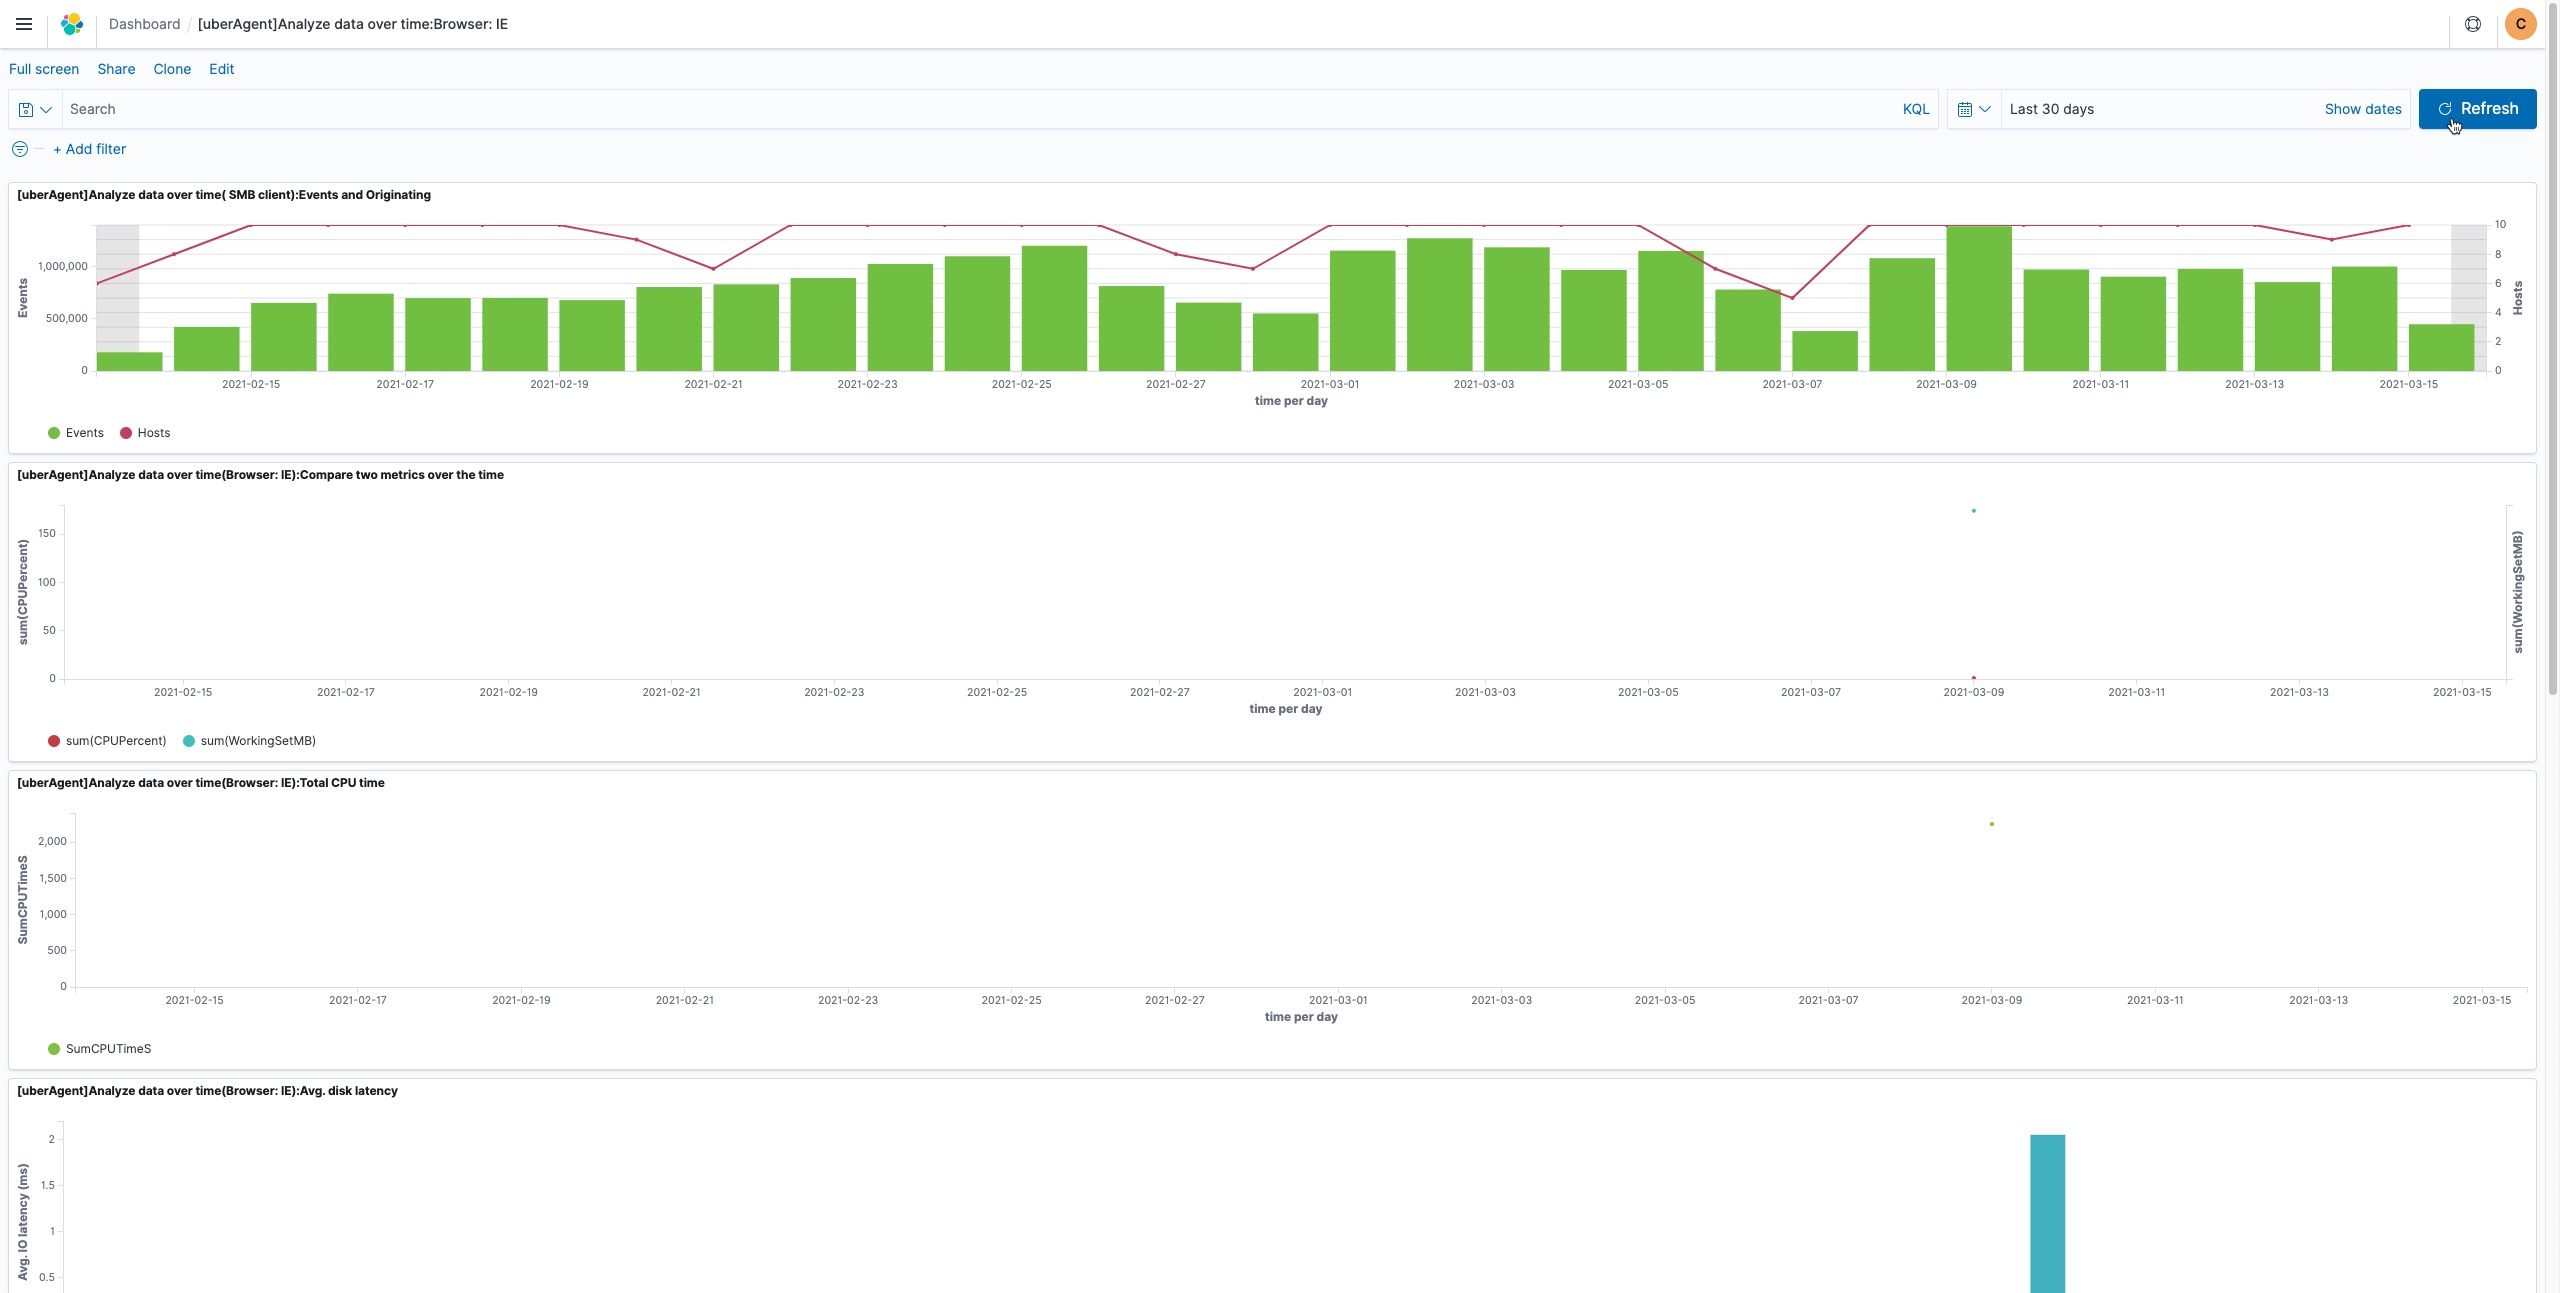 Dashboard / [uberAgent]Analyze data over time:Browser: IE
C
Full screen Share Clone Edit
Search KQL Last 30 days Show dates Refresh
+ Add filter
[uberAgent]Analyze data over time( SMB client):Events and Originating
Events
1,000,000
500,000
0
10
8
6
4
2
0
Hosts
2021-02-15 2021-02-17 2021-02-19 2021-02-21 2021-02-23 2021-02-25 2021-02-27 2021-03-01 2021-03-03 2021-03-05 2021-03-07 2021-03-09 2021-03-11 2021-03-13 2021-03-15
time per day
Events Hosts
[uberAgent]Analyze data over time(Browser: IE):Compare two metrics over the time
sum(CPUPercent)
150
100
50
0
sum(WorkingSetMB)
2021-02-15 2021-02-17 2021-02-19 2021-02-21 2021-02-23 2021-02-25 2021-02-27 2021-03-01 2021-03-03 2021-03-05 2021-03-07 2021-03-09 2021-03-11 2021-03-13 2021-03-15
time per day
sum(CPUPercent) sum(WorkingSetMB)
[uberAgent]Analyze data over time(Browser: IE):Total CPU time
SumCPUTimeS
2,000
1,500
1,000
500
0
2021-02-15 2021-02-17 2021-02-19 2021-02-21 2021-02-23 2021-02-25 2021-02-27 2021-03-01 2021-03-03 2021-03-05 2021-03-07 2021-03-09 2021-03-11 2021-03-13 2021-03-15
time per day
SumCPUTimeS
[uberAgent]Analyze data over time(Browser: IE):Avg. disk latency
Avg. IO latency (ms)
2
1.5
1
0.5